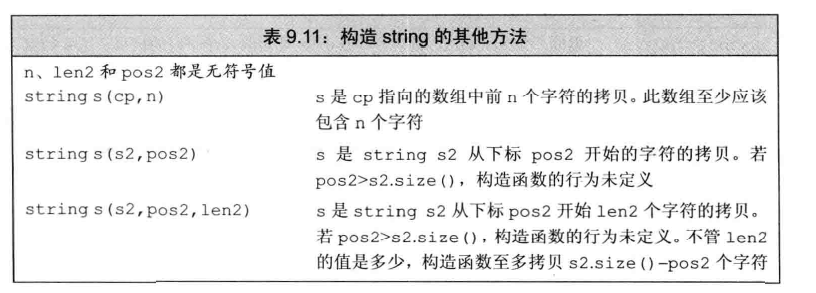 表 9.11：构造 string 的其他方法
n、len2 和 pos2 都是无符号值
string s(cp,n) s 是 cp 指向的数组中前 n 个字符的拷贝。此数组至少应该
包含 n 个字符
string s(s2,pos2) s 是 string s2 从下标 pos2 开始的字符的拷贝。若
pos2>s2.size()，构造函数的行为未定义
string s(s2,pos2,len2) s 是 string s2 从下标 pos2 开始 len2 个字符的拷贝。
若 pos2>s2.size()，构造函数的行为未定义。不管 len2
的值是多少，构造函数至多拷贝 s2.size()-pos2 个字符